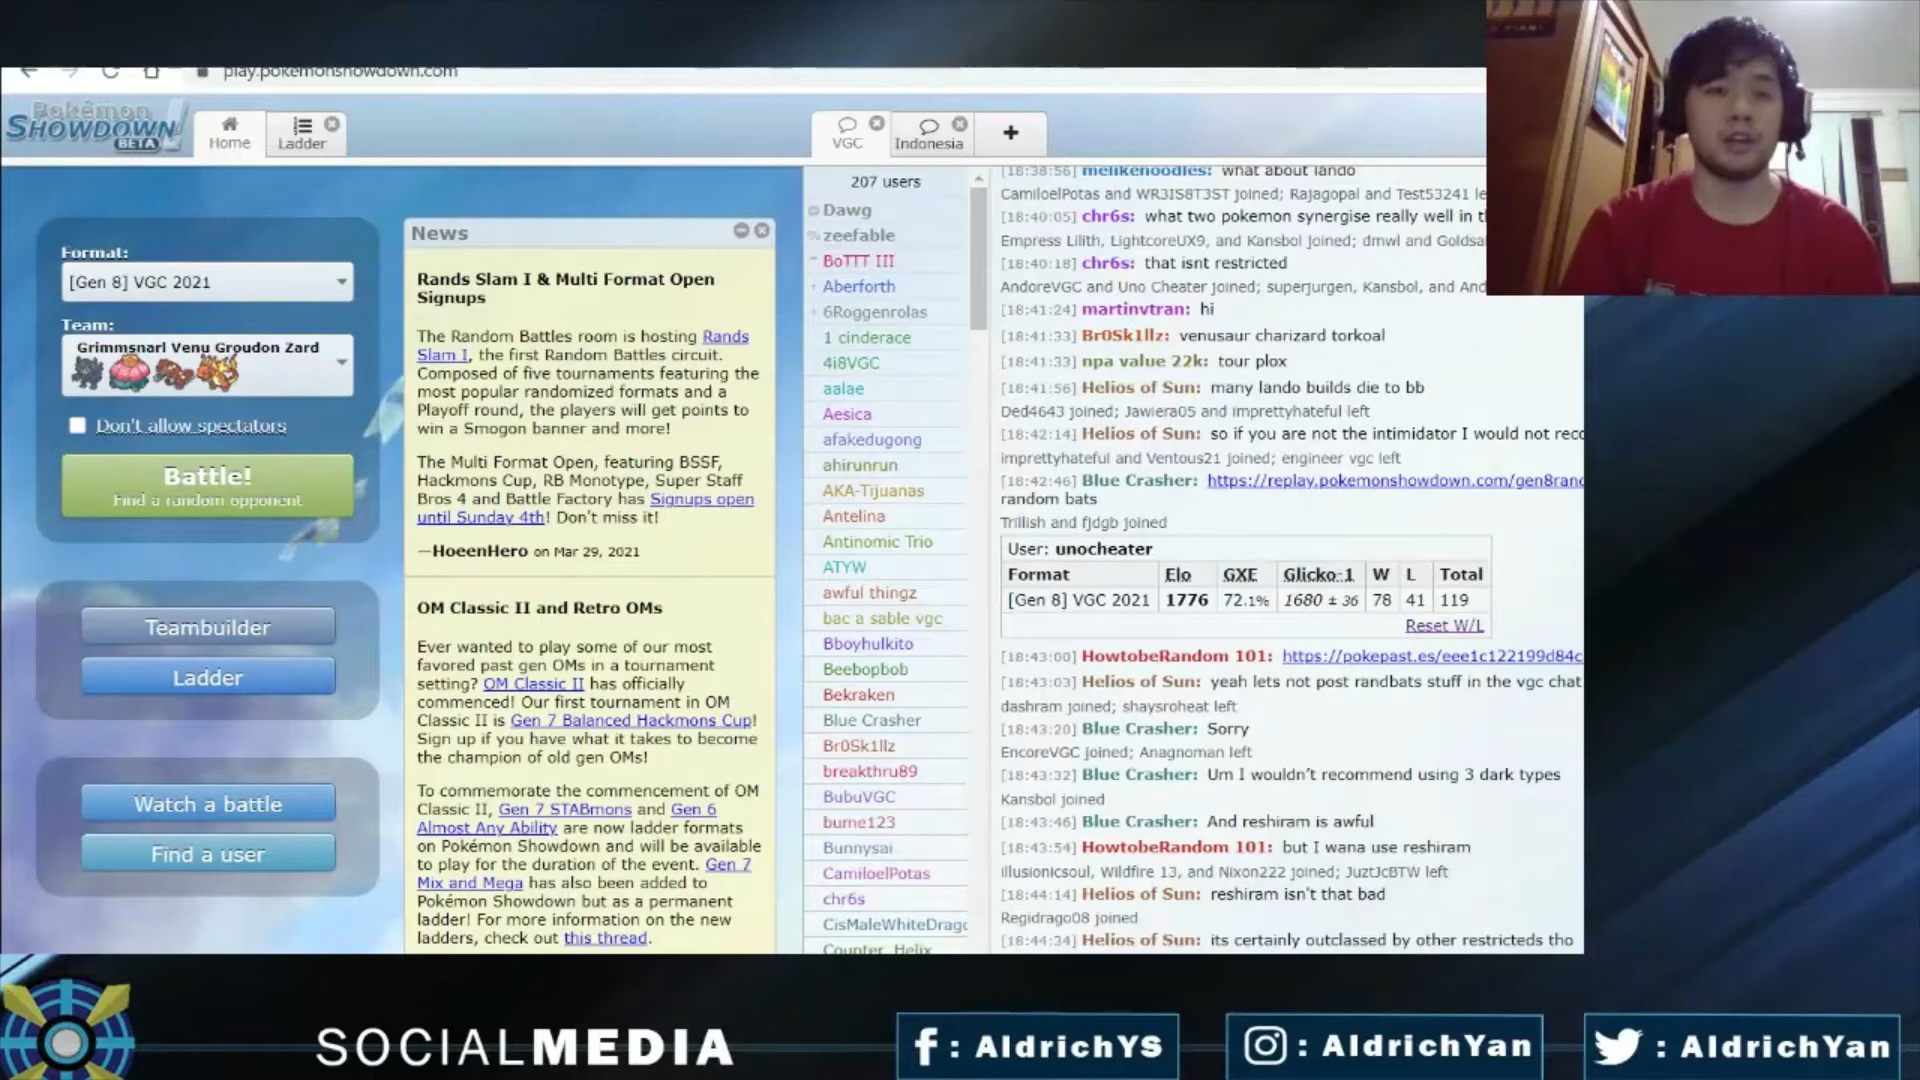 play.pokemonshowdown.com
Pokémon
SHOWDOWN!
BETA
Home
Ladder
VGC
Indonesia
+
Format:
[Gen 8] VGC 2021
Team:
Grimmsnarl Venu Groudon Zard
Don't allow spectators
Battle!
Find a random opponent
Teambuilder
Ladder
Watch a battle
Find a user
News
Rands Slam I & Multi Format Open
Signups
The Random Battles room is hosting Rands
Slam I, the first Random Battles circuit.
Composed of five tournaments featuring the
most popular randomized formats and a
Playoff round, the players will get points to
win a Smogon banner and more!
The Multi Format Open, featuring BSSF,
Hackmons Cup, RB Monotype, Super Staff
Bros 4 and Battle Factory has Signups open
until Sunday 4th! Don't miss it!
—HoeenHero on Mar 29, 2021
OM Classic II and Retro OMs
Ever wanted to play some of our most
favored past gen OMs in a tournament
setting? OM Classic II has officially
commenced! Our first tournament in OM
Classic II is Gen 7 Balanced Hackmons Cup!
Sign up if you have what it takes to become
the champion of old gen OMs!
To commemorate the commencement of OM
Classic II, Gen 7 STABmons and Gen 6
Almost Any Ability are now ladder formats
on Pokémon Showdown and will be available
to play for the duration of the event. Gen 7
Mix and Mega has also been added to
Pokémon Showdown but as a permanent
ladder! For more information on the new
ladders, check out this thread.
207 users
Dawg
zeefable
BoTTT III
Aberforth
6Roggenrolas
1 cinderace
4i8VGC
aalae
Aesica
afakedugong
ahirunrun
AKA-Tijuanas
Antelina
Antinomic Trio
ATYW
awful thingz
bac a sable vgc
Bboyhulkito
Beebopbob
Bekraken
Blue Crasher
Br0Sk1llz
breakthru89
BubuVGC
burne123
Bunnysai
CamiloelPotas
chr6s
CisMaleWhiteDrago
Counter Helix
[18:38:56] melikenoodles: what about lando
CamiloelPotas and WR3IS8T3ST joined; Rajagopal and Test53241 le
[18:40:05] chr6s: what two pokemon synergise really well in t
Empress Lilith, LightcoreUX9, and Kansbol joined; dmwl and Goldsa
[18:40:18] chr6s: that isnt restricted
AndoreVGC and Uno Cheater joined; superjurgen, Kansbol, and And
[18:41:24] martinvtran: hi
[18:41:33] Br0Sk1llz: venusaur charizard torkoal
[18:41:33] npa value 22k: tour plox
[18:41:56] Helios of Sun: many lando builds die to bb
Ded4643 joined; Jawiera05 and imprettyhateful left
[18:42:14] Helios of Sun: so if you are not the intimidator I would not reco
imprettyhateful and Ventous21 joined; engineer vgc left
[18:42:46] Blue Crasher: https://replay.pokemonshowdown.com/gen8rand
random bats
Trillish and fjdgb joined
User: unocheater
Format Elo GXE Glicko-1 W L Total
[Gen 8] VGC 2021 1776 72.1% 1680 ± 36 78 41 119
Reset W/L
[18:43:00] HowtobeRandom 101: https://pokepast.es/eee1c122199d84c
[18:43:03] Helios of Sun: yeah lets not post randbats stuff in the vgc chat
dashram joined; shaysroheat left
[18:43:20] Blue Crasher: Sorry
EncoreVGC joined; Anagnoman left
[18:43:32] Blue Crasher: Um I wouldn't recommend using 3 dark types
Kansbol joined
[18:43:46] Blue Crasher: And reshiram is awful
[18:43:54] HowtobeRandom 101: but I wana use reshiram
illusionicsoul, Wildfire 13, and Nixon222 joined; JuztJcBTW left
[18:44:14] Helios of Sun: reshiram isn't that bad
Regidrago08 joined
[18:44:34] Helios of Sun: its certainly outclassed by other restricteds tho
SOCIALMEDIA
f : AldrichYS
: AldrichYan
: AldrichYan